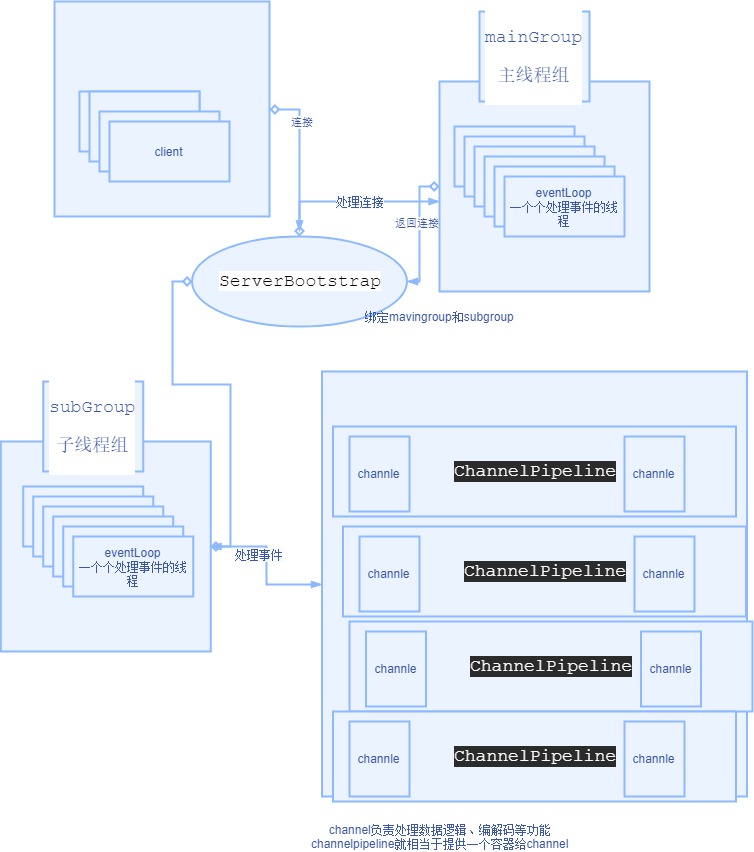 mainGroup
主线程组
连接
client
处理连接
eventLoop
一个个处理事件的线
程
返回连接
ServerBootstrap
绑定mavingroup和subgroup
subGroup
子线程组
eventLoop
一个个处理事件的线
程
处理事件
channle
ChannelPipeline
channle
channle
ChannelPipeline
channle
channle
ChannelPipeline
channle
channle
ChannelPipeline
channle
channel负责处理数据逻辑、编解码等功能
channelpipeline就相当于提供一个容器给channel